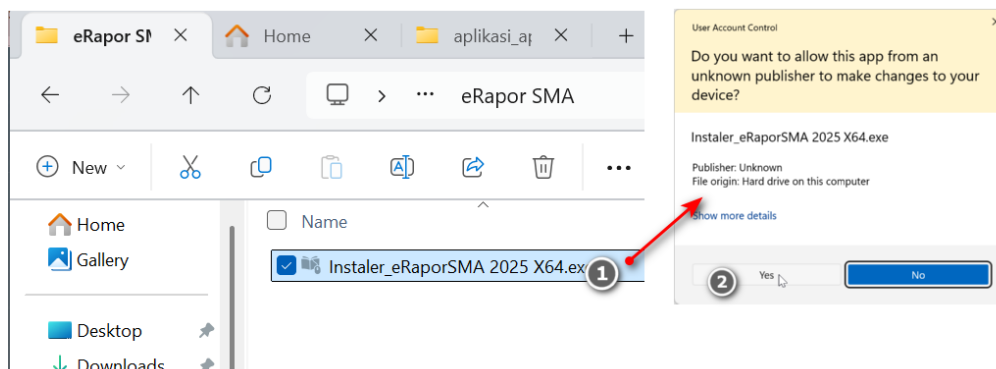 eRapor SM
Home
aplikasi_ap
eRapor SMA
New
Home
Gallery
Desktop
Downloads
Name
Instaler_eRaporSMA 2025 X64.ex
1
User Account Control
Do you want to allow this app from an
unknown publisher to make changes to your
device?
Instaler_eRaporSMA 2025 X64.exe
Publisher: Unknown
File origin: Hard drive on this computer
Show more details
2
Yes
No